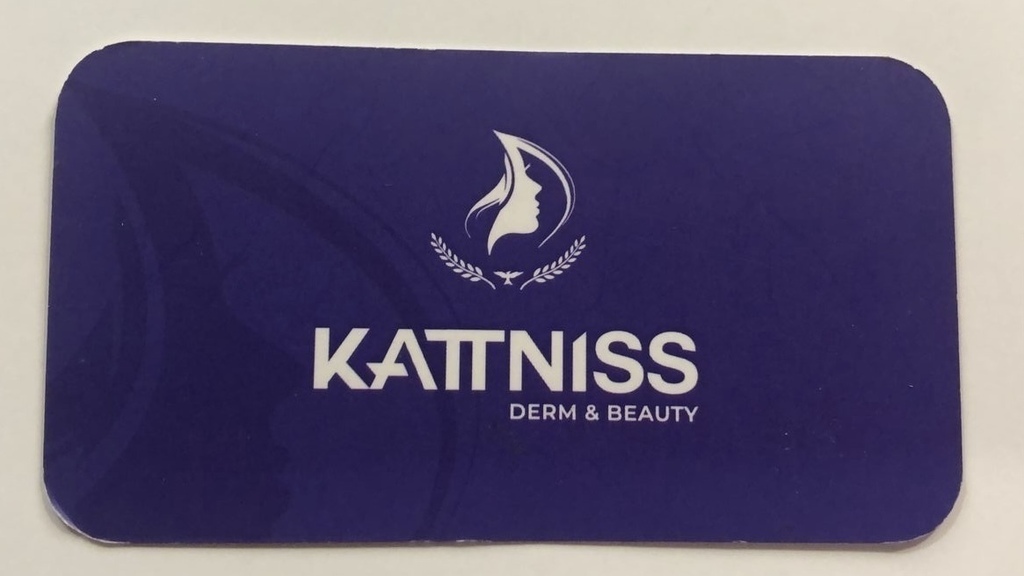 KATTNISS
DERM & BEAUTY